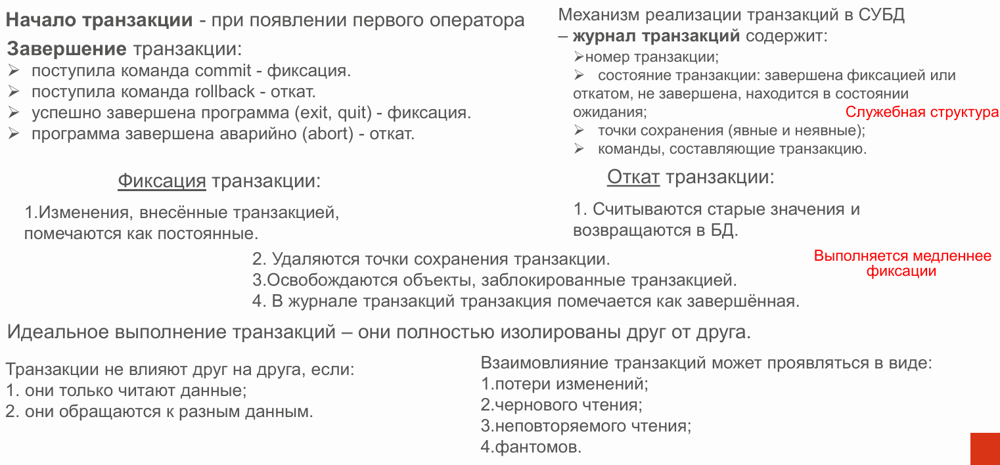 Начало транзакции - при появлении первого оператора
Завершение транзакции:
➢ поступила команда commit - фиксация.
➢ поступила команда rollback - откат.
➢ успешно завершена программа (exit, quit) - фиксация.
➢ программа завершена аварийно (abort) - откат.
Механизм реализации транзакций в СУБД
– журнал транзакций содержит:
➢номер транзакции;
➢ состояние транзакции: завершена фиксацией или
откатом, не завершена, находится в состоянии
ожидания;
Служебная структура
➢ точки сохранения (явные и неявные);
➢ команды, составляющие транзакцию.
Фиксация транзакции:
1.Изменения, внесённые транзакцией,
помечаются как постоянные.
Откат транзакции:
1. Считываются старые значения и
возвращаются в БД.
2. Удаляются точки сохранения транзакции.
3.Освобождаются объекты, заблокированные транзакцией.
4. В журнале транзакций транзакция помечается как завершённая.
Выполняется медленнее
фиксации
Идеальное выполнение транзакций – они полностью изолированы друг от друга.
Транзакции не влияют друг на друга, если:
1. они только читают данные;
2. они обращаются к разным данным.
Взаимовлияние транзакций может проявляться в виде:
1.потери изменений;
2.чернового чтения;
3.неповторяемого чтения;
4.фантомов.